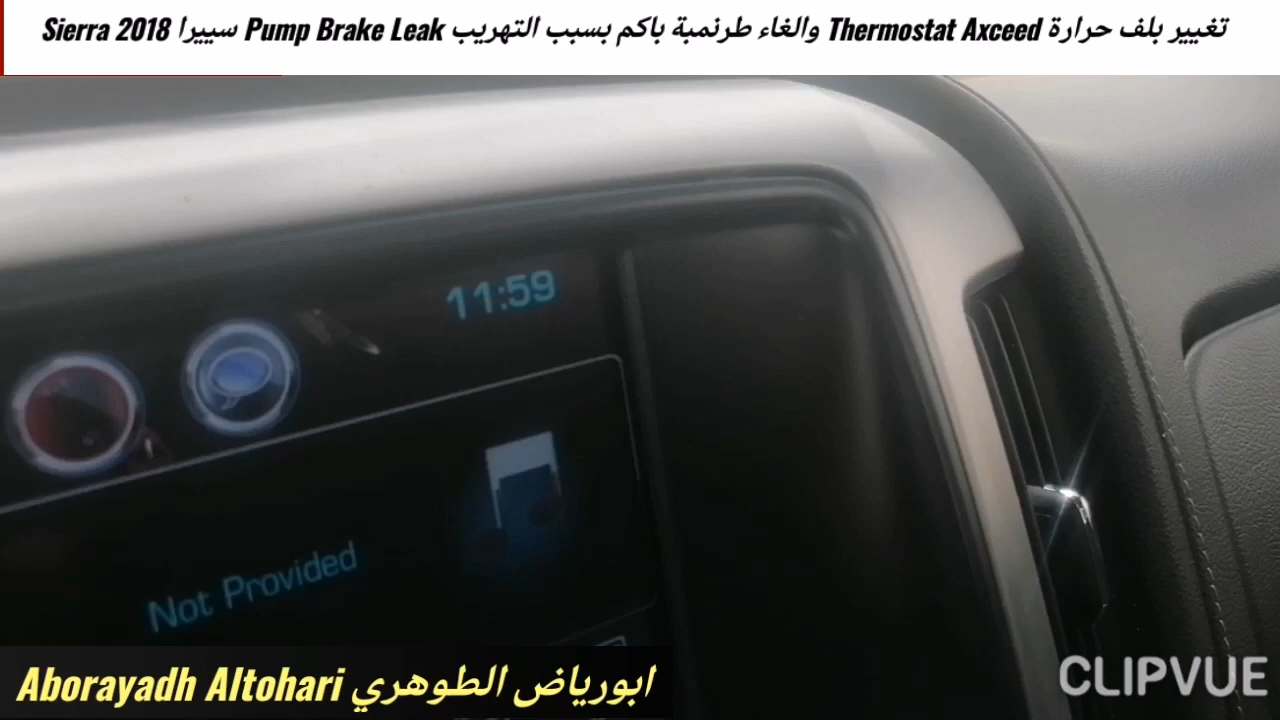 تغيير بلف حرارة Thermostat Axceed والغاء طرنمبة باكم بسبب التهريب Pump Brake Leak سييرا Sierra 2018
11:59
Not Provided
Aborayadh Altohari ابورياض الطوهري
CLIPVUE